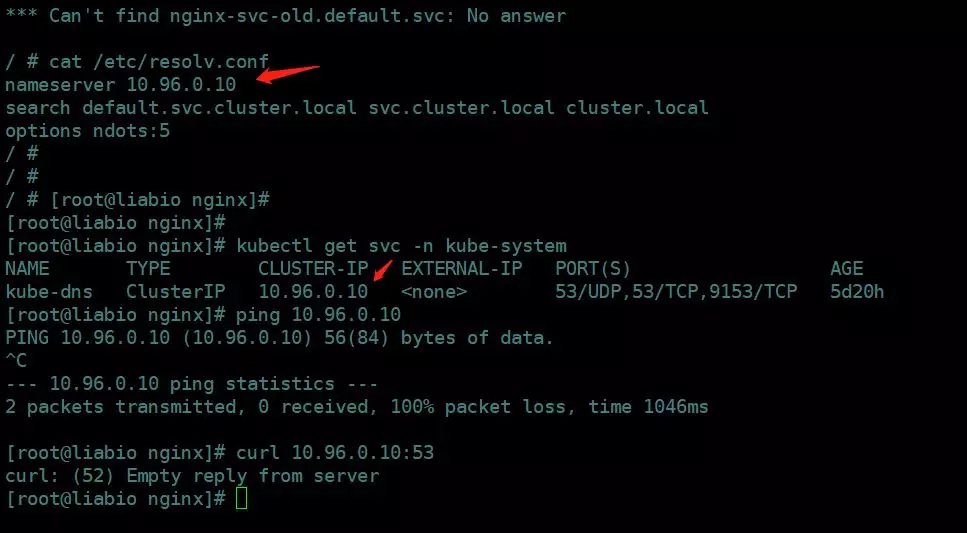 *** Can't find nginx-svc-old.default.svc: No answer
/ # cat /etc/resolv.conf
nameserver 10.96.0.10
search default.svc.cluster.local svc.cluster.local cluster.local
options ndots:5
/ #
/ #
/ # [root@liabio nginx]#
[root@liabio nginx]#
[root@liabio nginx]# kubectl get svc -n kube-system
NAME TYPE CLUSTER-IP EXTERNAL-IP PORT(S) AGE
kube-dns ClusterIP 10.96.0.10 <none> 53/UDP,53/TCP,9153/TCP 5d20h
[root@liabio nginx]# ping 10.96.0.10
PING 10.96.0.10 (10.96.0.10) 56(84) bytes of data.
^C
--- 10.96.0.10 ping statistics ---
2 packets transmitted, 0 received, 100% packet loss, time 1046ms
[root@liabio nginx]# curl 10.96.0.10:53
curl: (52) Empty reply from server
[root@liabio nginx]#